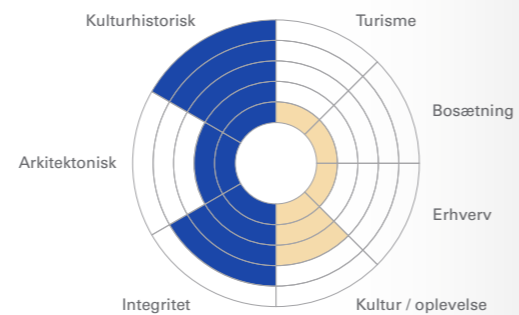 Kulturhistorisk
Turisme
Bosætning
Arkitektonisk
Erhverv
Integritet
Kultur / oplevelse